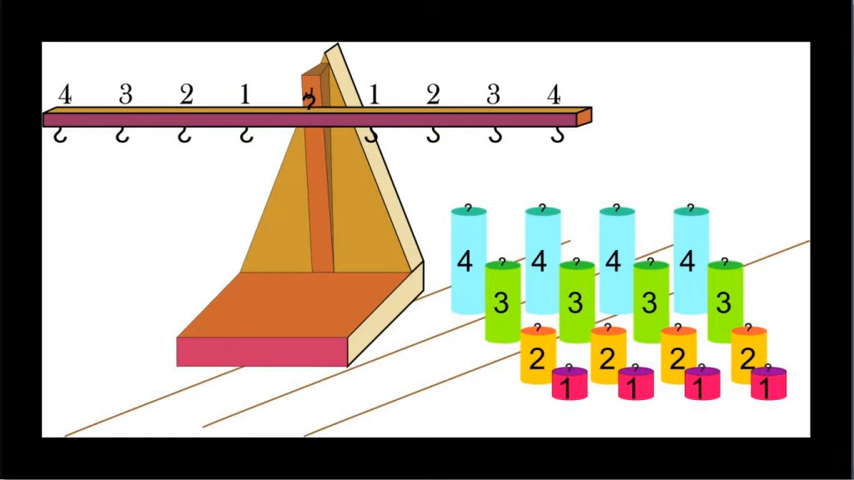 4 3 2 1 1 2 3 4
4 4 4 4
3 3 3 3
2 2 2 2
1 1 1 1